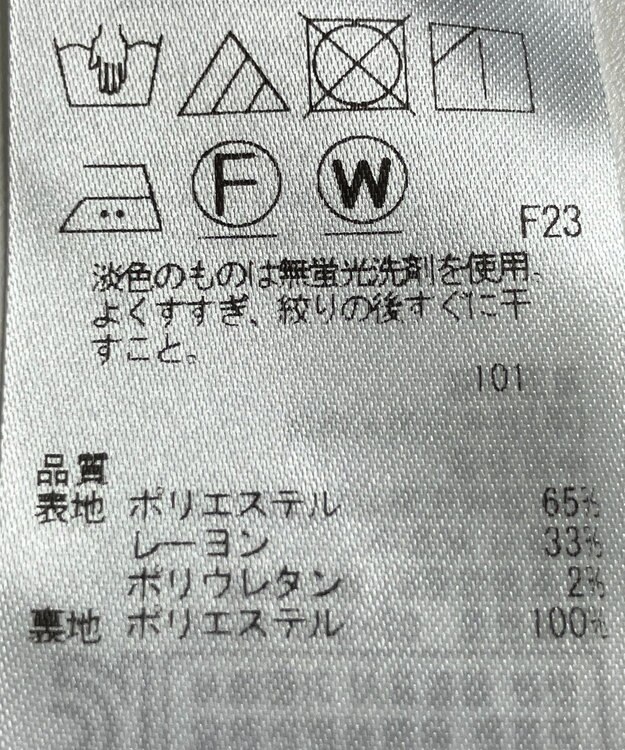 F W
F23
淡色のものは無蛍光洗剤を使用、
よくすすぎ、絞りの後すぐに干
すこと。
101
品質
表地 ポリエステル 65%
レーヨン 33%
ポリウレタン 2%
裏地 ポリエステル 100%